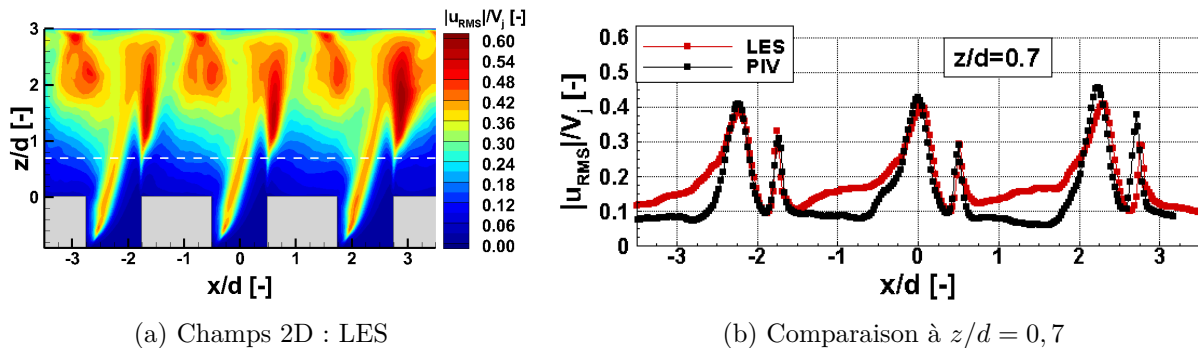 |u_RMS|/V_j [-]
0.60
0.54
0.48
0.42
0.36
0.30
0.24
0.18
0.12
0.06
0.00
3
2
1
0
z/d [-]
-3 -2 -1 0 1 2 3
x/d [-]
(a) Champs 2D : LES
0.6
0.5
0.4
0.3
0.2
0.1
0
|u_RMS|/V_j [-]
LES
PIV
z/d=0.7
-3 -2 -1 0 1 2 3
x/d [-]
(b) Comparaison à z/d = 0,7